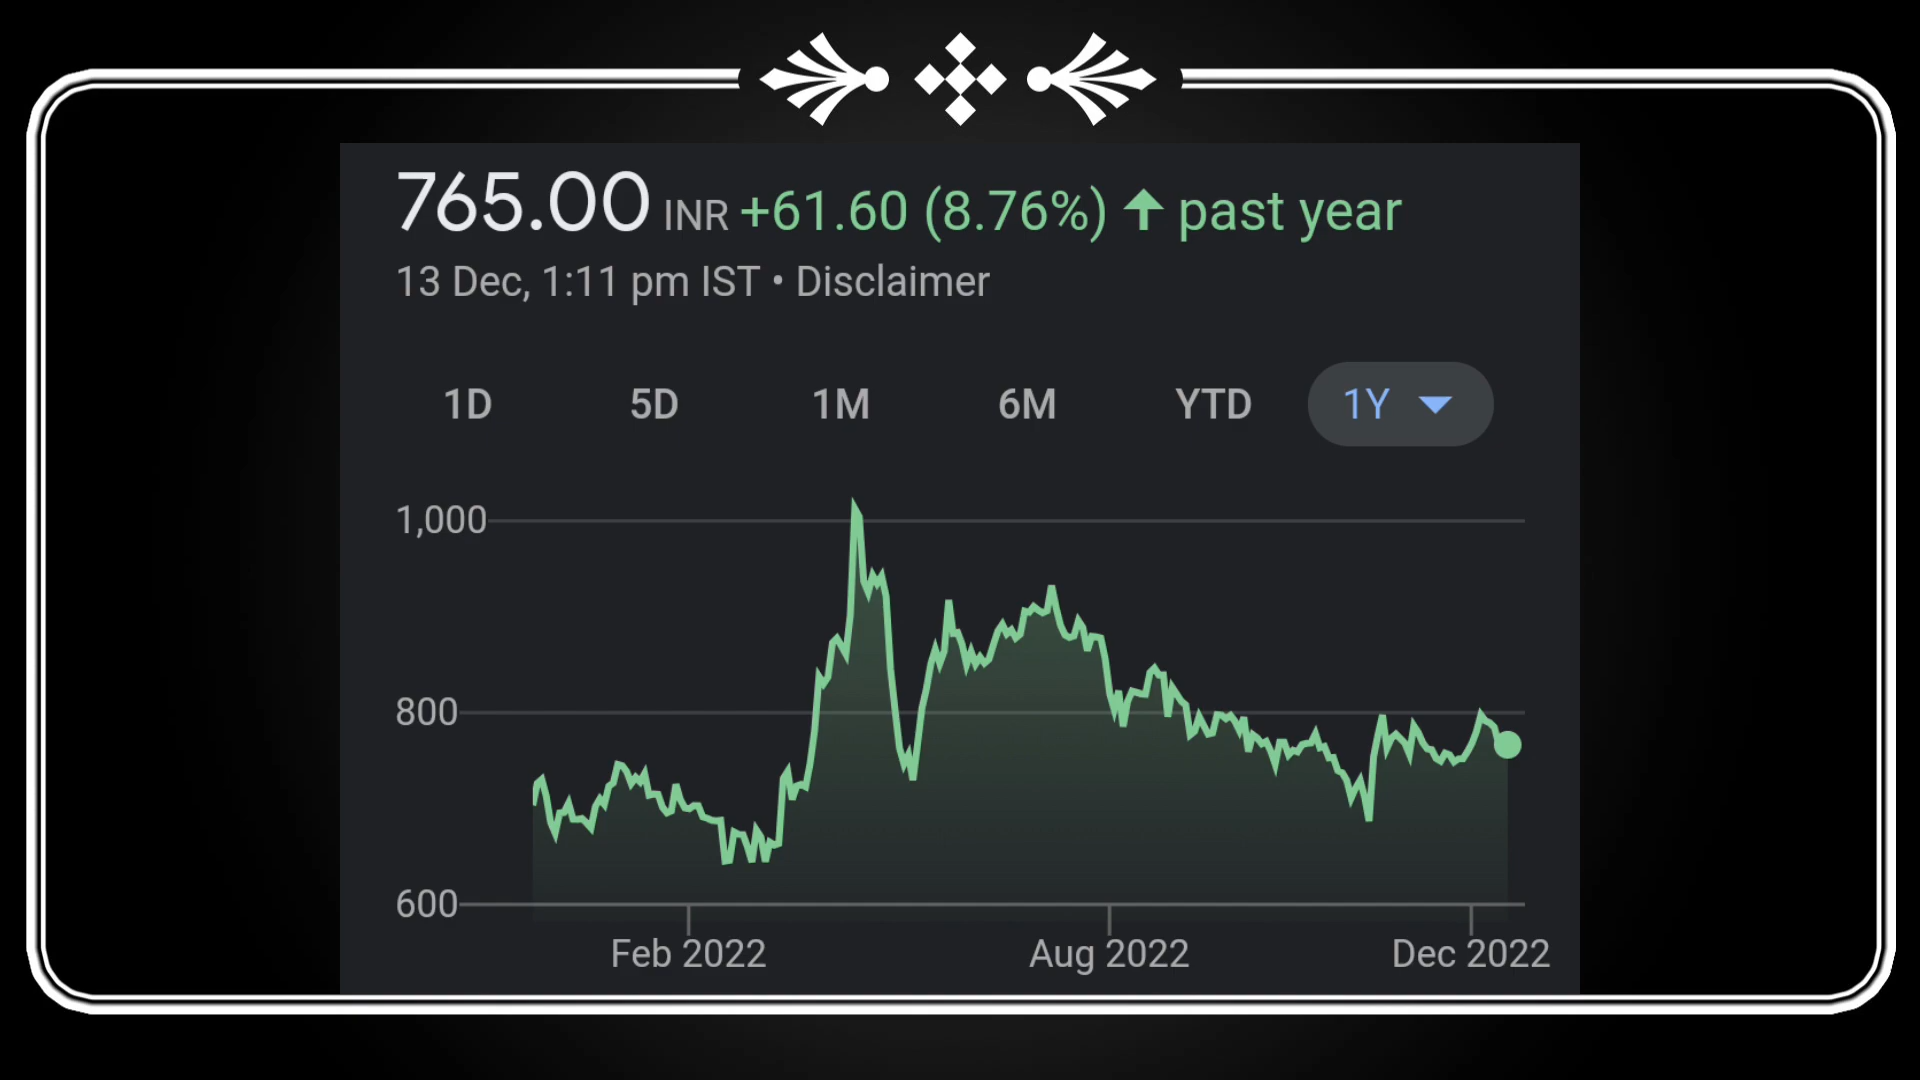 765.00 INR +61.60 (8.76%) ↑ past year
13 Dec, 1:11 pm IST • Disclaimer
1D 5D 1M 6M YTD 1Y
1,000
800
600
Feb 2022 Aug 2022 Dec 2022